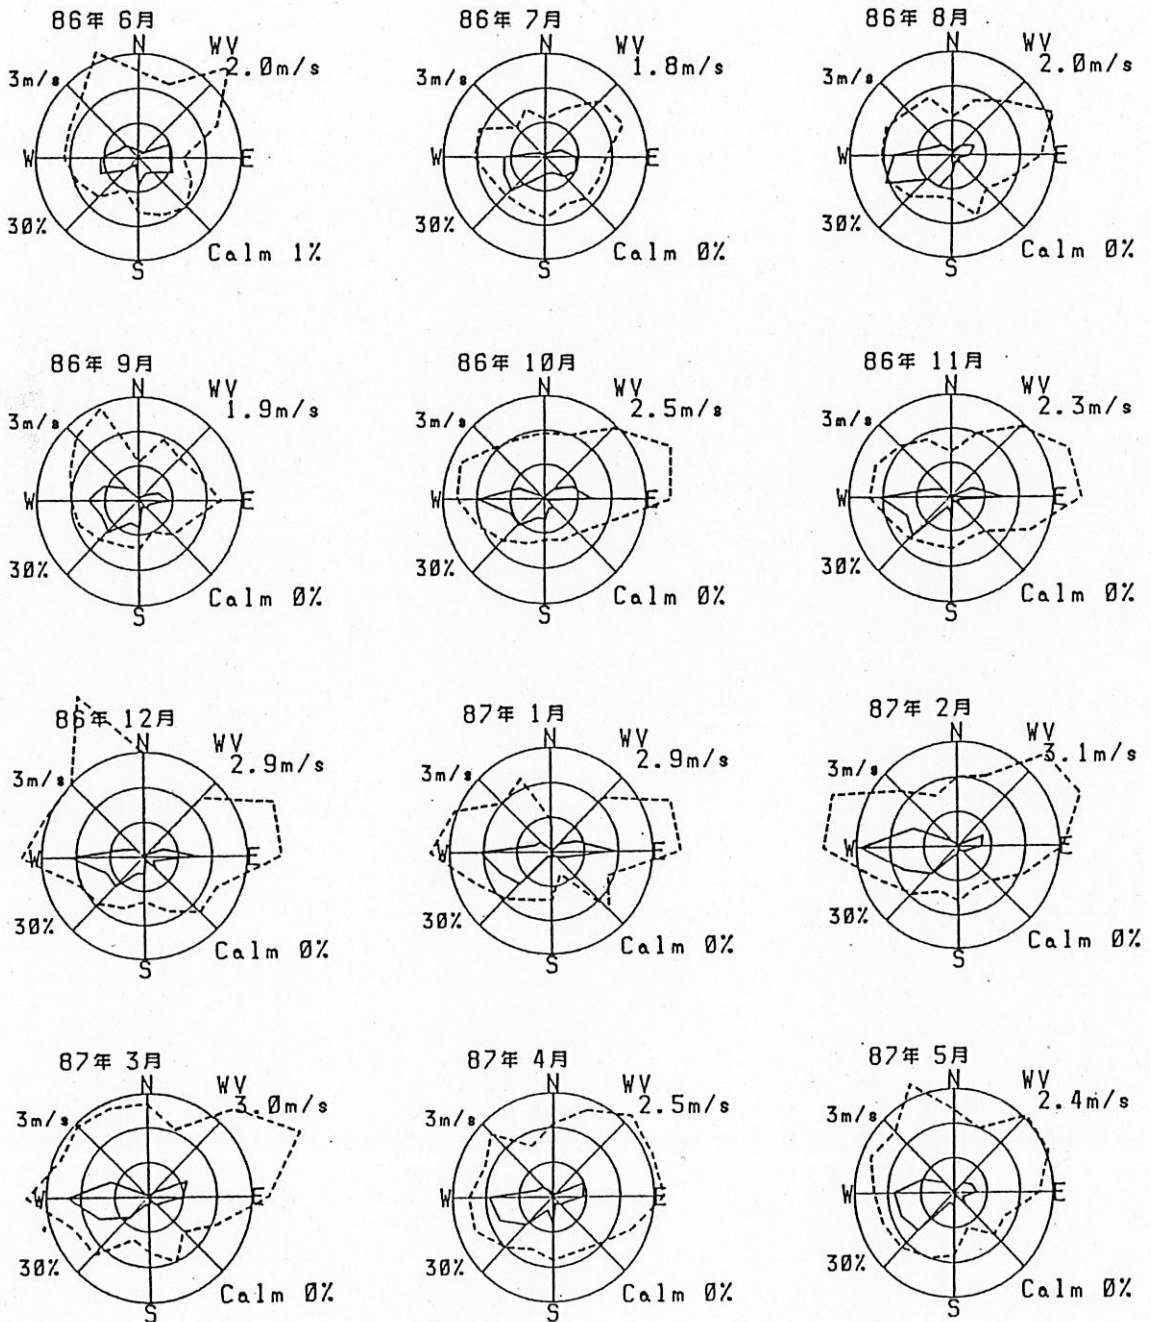 86年 6月
N
WV
2.0m/s
3m/s
W
E
30%
Calm 1%
S
86年 7月
N
WV
1.8m/s
3m/s
W
E
30%
Calm 0%
S
86年 8月
N
WV
2.0m/s
3m/s
W
E
30%
Calm 0%
S
86年 9月
N
WV
1.9m/s
3m/s
W
E
30%
Calm 0%
S
86年 10月
N
WV
2.5m/s
3m/s
W
E
30%
Calm 0%
S
86年 11月
N
WV
2.3m/s
3m/s
W
E
30%
Calm 0%
S
86年 12月
N
WV
2.9m/s
3m/s
W
E
30%
Calm 0%
S
87年 1月
N
WV
2.9m/s
3m/s
W
E
30%
Calm 0%
S
87年 2月
N
WV
3.1m/s
3m/s
W
E
30%
Calm 0%
S
87年 3月
N
WV
3.0m/s
3m/s
W
E
30%
Calm 0%
S
87年 4月
N
WV
2.5m/s
3m/s
W
E
30%
Calm 0%
S
87年 5月
N
WV
2.4m/s
3m/s
W
E
30%
Calm 0%
S